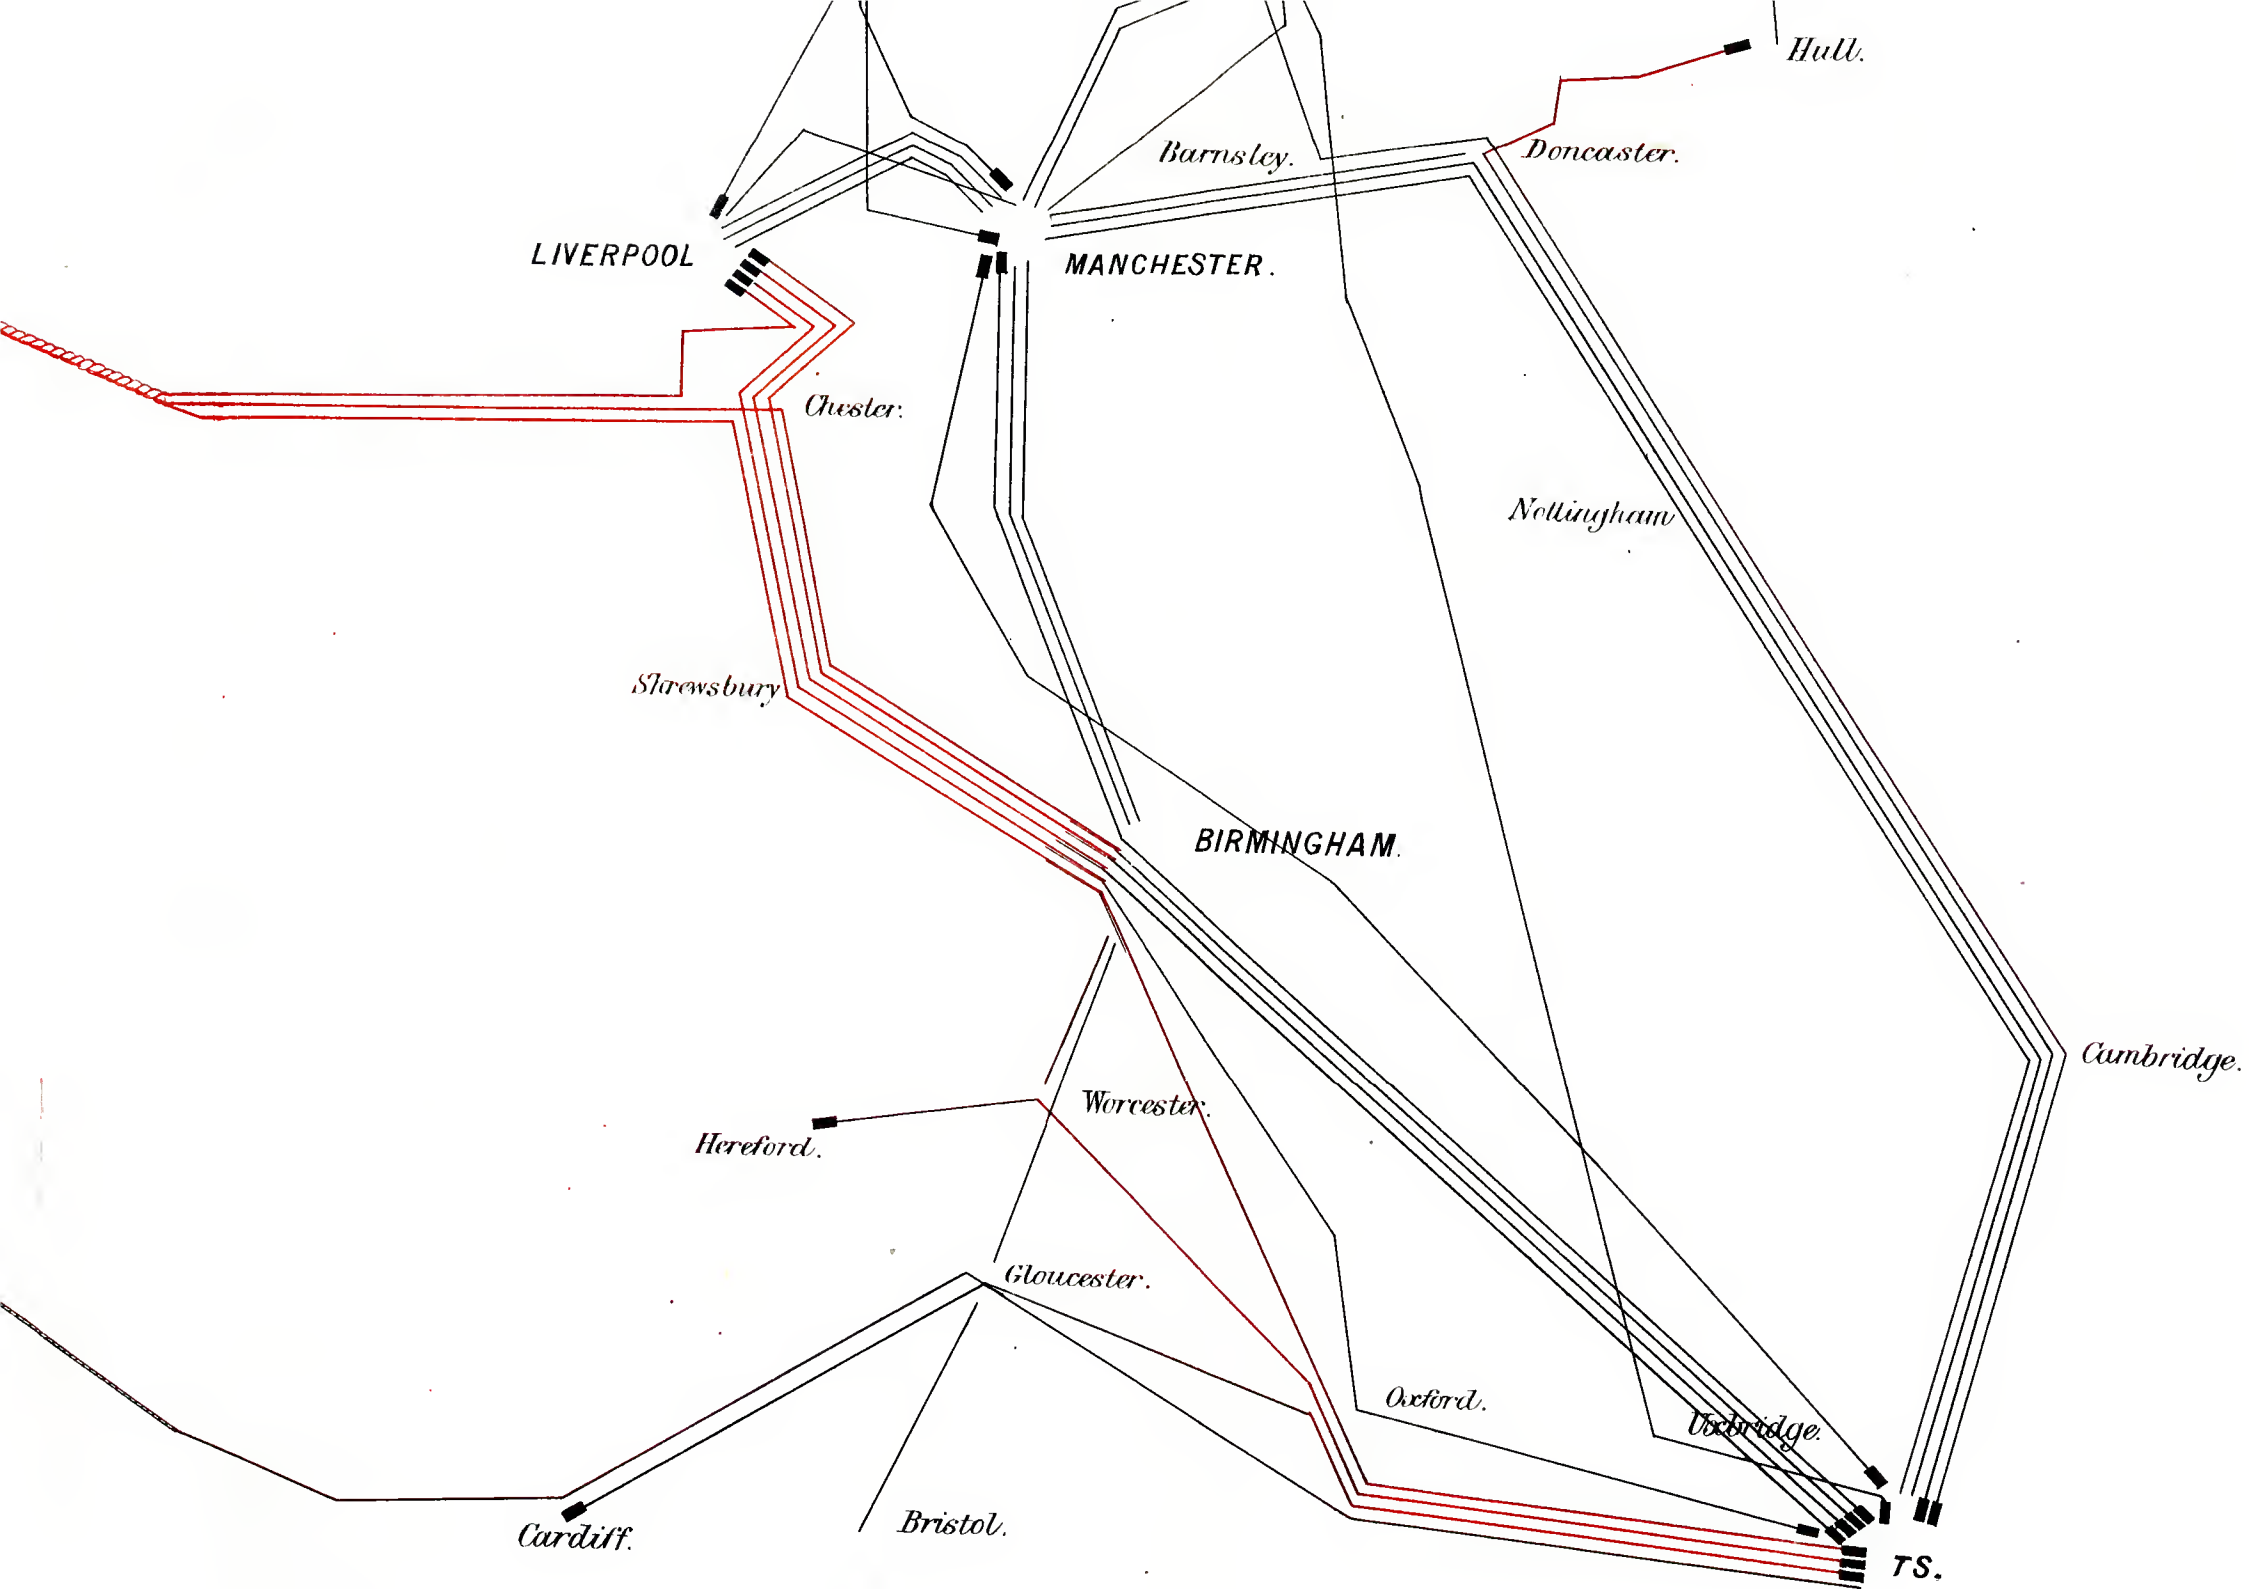 Hull.
Barnsley.
Doncaster.
LIVERPOOL
MANCHESTER.
Chester.
Nottingham
Shrewsbury
BIRMINGHAM.
Cambridge.
Worcester.
Hereford.
Gloucester.
Oxford.
Uxbridge.
Bristol.
Cardiff.
TS.